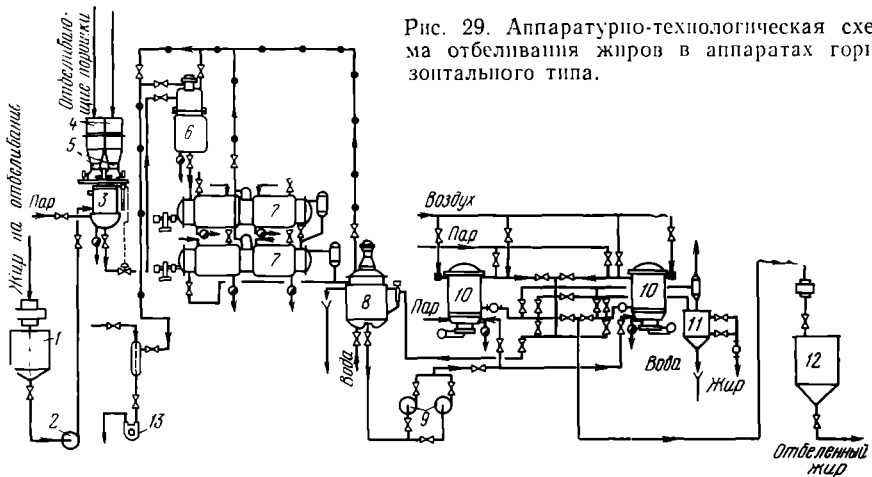 Рис. 29. Аппаратурно-технологическая схе-
ма отбеливания жиров в аппаратах гори-
зонтального типа.
Отбеливаю-
щие порошки
Жир на отбеливание
4
5
3
Пар
1
2
13
6
7
7
8
Вода
9
Воздух
Пар
Пар
10
10
11
Вода
Жир
12
Отбеленный
жир